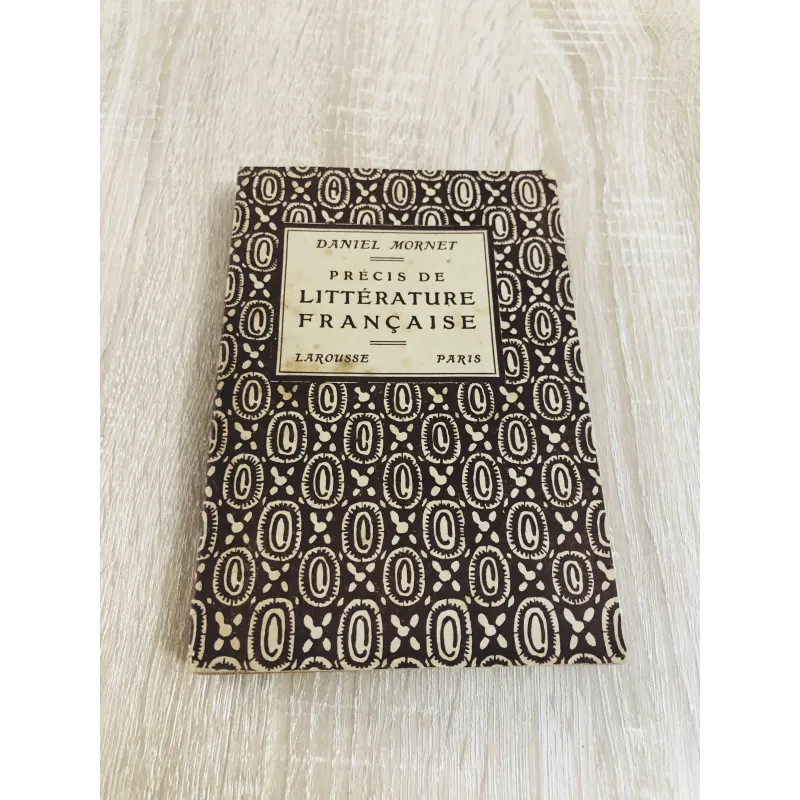 DANIEL MORNET
PRÉCIS DE
LITTÉRATURE
FRANÇAISE
LAROUSSE PARIS